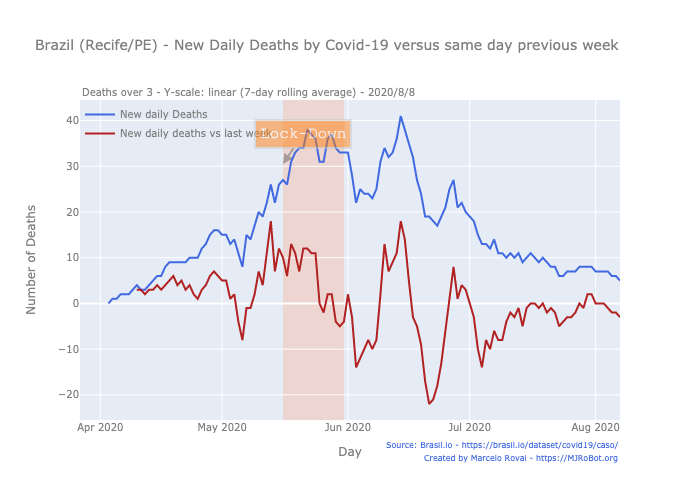 Brazil (Recife/PE) - New Daily Deaths by Covid-19 versus same day previous week
Deaths over 3 - Y-scale: linear (7-day rolling average) - 2020/8/8
New daily Deaths
New daily deaths vs last week
Lock-Down
Number of Deaths
40
30
20
10
0
−10
−20
Apr 2020
May 2020
Jun 2020
Jul 2020
Aug 2020
Day
Source: Brasil.io - https://brasil.io/dataset/covid19/caso/
Created by Marcelo Rovai - https://MJRoBot.org